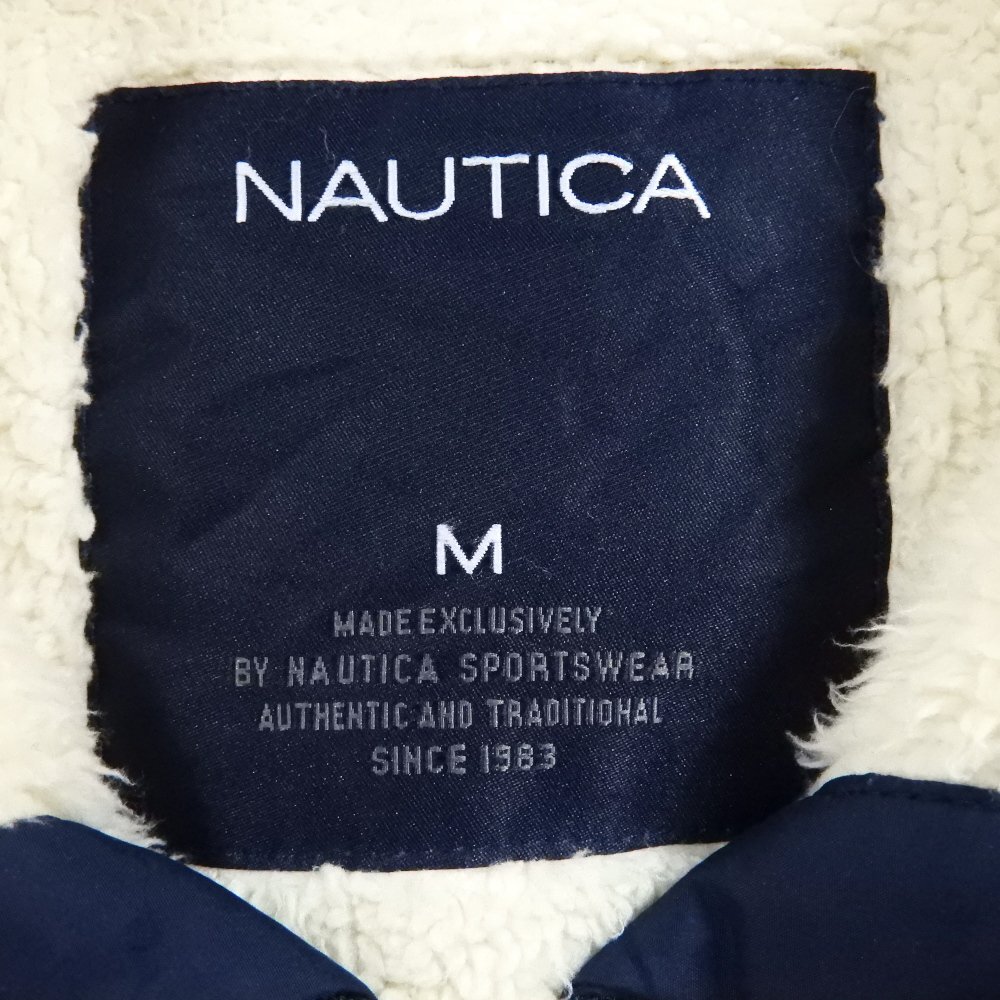 NAUTICA
M
MADE EXCLUSIVELY
BY NAUTICA SPORTSWEAR
AUTHENTIC AND TRADITIONAL
SINCE 1983